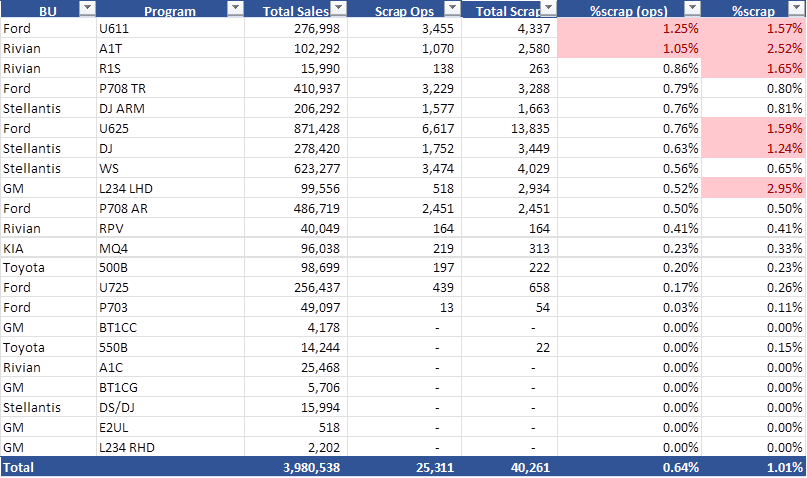 BU Program Total Sales Scrap Ops Total Scrap %scrap (ops) %scrap
Ford U611 276,998 3,455 4,337 1.25% 1.57%
Rivian A1T 102,292 1,070 2,580 1.05% 2.52%
Rivian R1S 15,990 138 263 0.86% 1.65%
Ford P708 TR 410,937 3,229 3,288 0.79% 0.80%
Stellantis DJ ARM 206,292 1,577 1,663 0.76% 0.81%
Ford U625 871,428 6,617 13,835 0.76% 1.59%
Stellantis DJ 278,420 1,752 3,449 0.63% 1.24%
Stellantis WS 623,277 3,474 4,029 0.56% 0.65%
GM L234 LHD 99,556 518 2,934 0.52% 2.95%
Ford P708 AR 486,719 2,451 2,451 0.50% 0.50%
Rivian RPV 40,049 164 164 0.41% 0.41%
KIA MQ4 96,038 219 313 0.23% 0.33%
Toyota 500B 98,699 197 222 0.20% 0.23%
Ford U725 256,437 439 658 0.17% 0.26%
Ford P703 49,097 13 54 0.03% 0.11%
GM BT1CC 4,178 - - 0.00% 0.00%
Toyota 550B 14,244 - 22 0.00% 0.15%
Rivian A1C 25,468 - - 0.00% 0.00%
GM BT1CG 5,706 - - 0.00% 0.00%
Stellantis DS/DJ 15,994 - - 0.00% 0.00%
GM E2UL 518 - - 0.00% 0.00%
GM L234 RHD 2,202 - - 0.00% 0.00%
Total 3,980,538 25,311 40,261 0.64% 1.01%